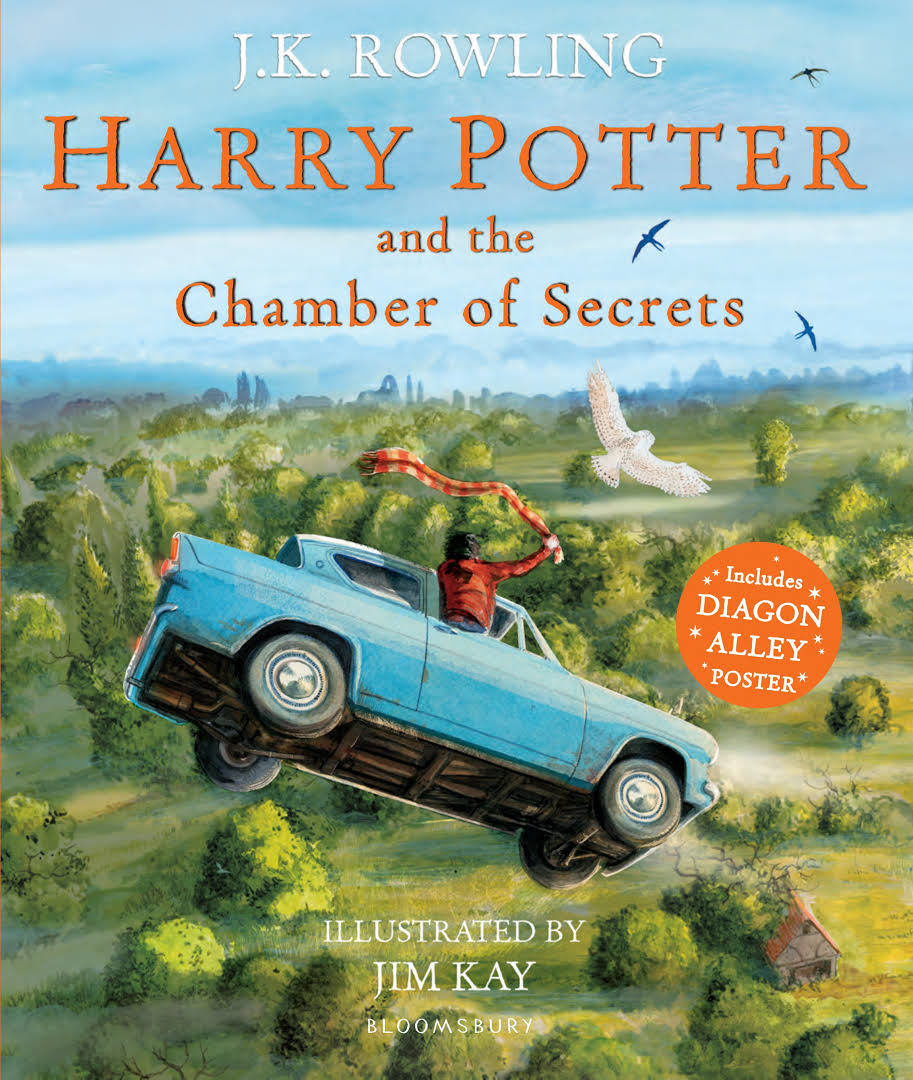 J.K. ROWLING
HARRY POTTER
and the
Chamber of Secrets
Includes
DIAGON
ALLEY
POSTER
ILLUSTRATED BY
JIM KAY
BLOOMSBURY